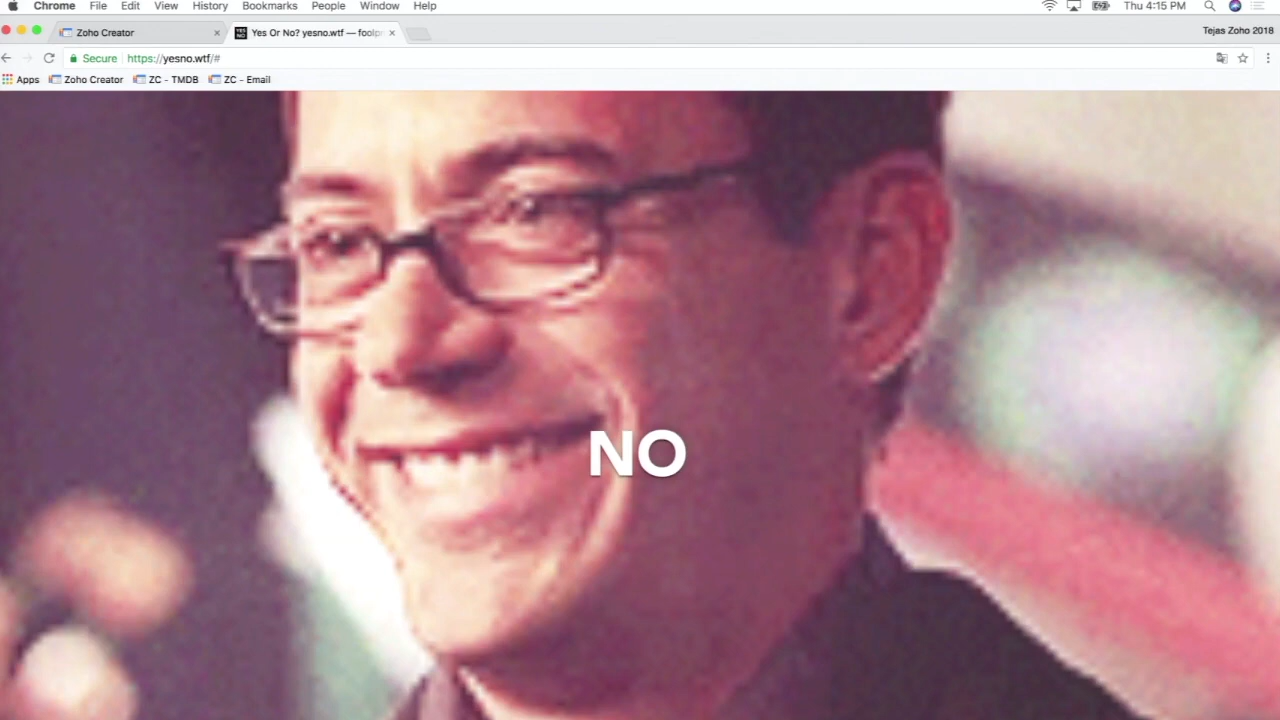 Chrome File Edit View History Bookmarks People Window Help Thu 4:15 PM
Zoho Creator Yes Or No? yesno.wtf — foolpr Tejas Zoho 2018
Secure https://yesno.wtf/#
Apps Zoho Creator ZC - TMDB ZC - Email
NO